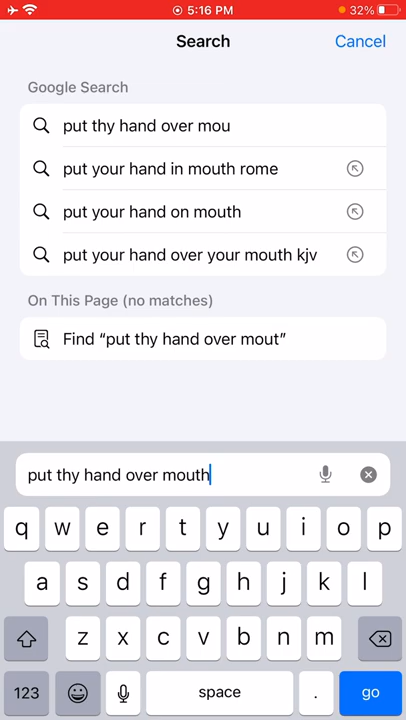 5:16 PM
32%
Search
Cancel
Google Search
put thy hand over mou
put your hand in mouth rome
put your hand on mouth
put your hand over your mouth kjv
On This Page (no matches)
Find “put thy hand over mout”
put thy hand over mouth
q w e r t y u i o p
a s d f g h j k l
z x c v b n m
123 space . go